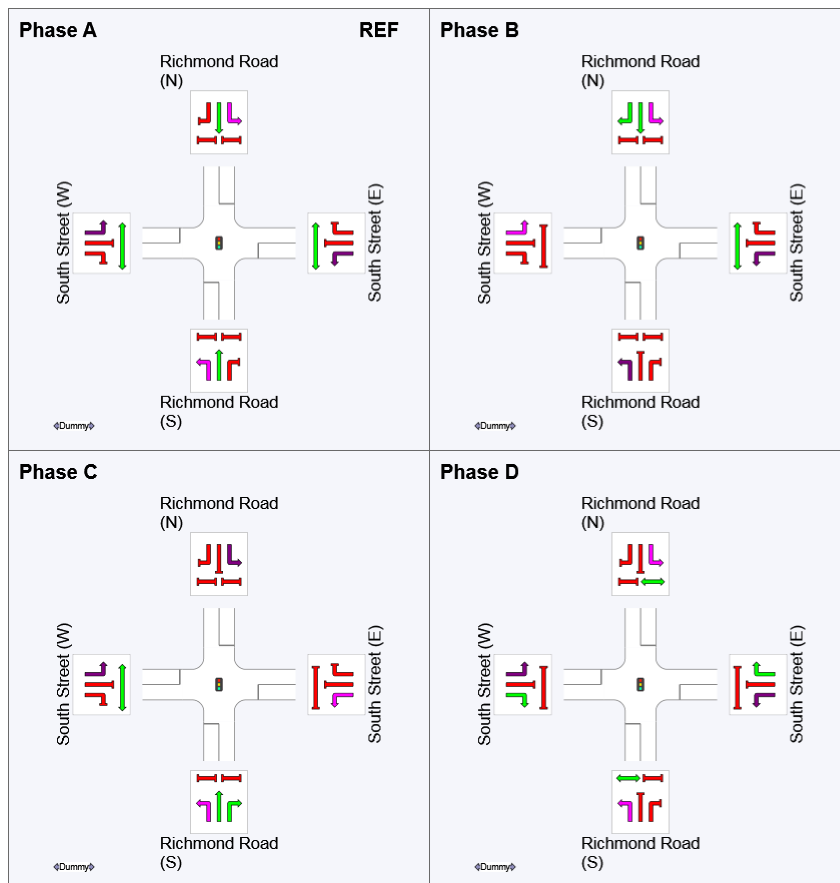 Phase A
REF
Richmond Road
(N)
South Street (W)
South Street (E)
Richmond Road
(S)
Dummy
Phase B
Richmond Road
(N)
South Street (W)
South Street (E)
Richmond Road
(S)
Dummy
Phase C
Richmond Road
(N)
South Street (W)
South Street (E)
Richmond Road
(S)
Dummy
Phase D
Richmond Road
(N)
South Street (W)
South Street (E)
Richmond Road
(S)
Dummy